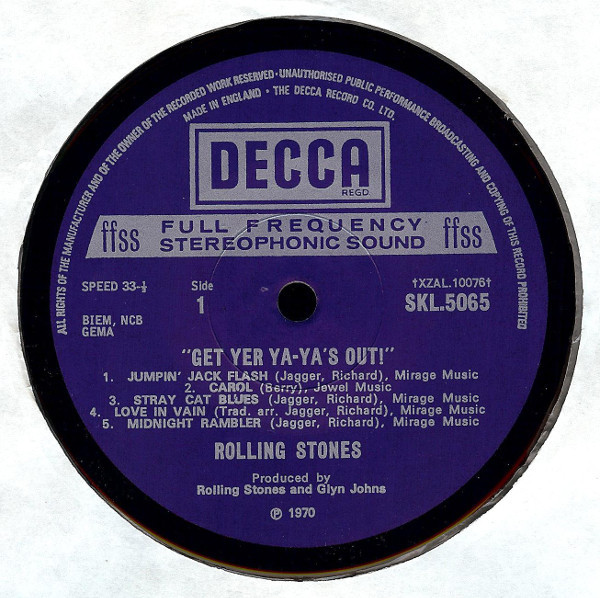 ALL RIGHTS OF THE MANUFACTURER AND OF THE OWNER OF THE RECORDED WORK RESERVED · UNAUTHORISED PUBLIC PERFORMANCE BROADCASTING AND COPYING OF THIS RECORD PROHIBITED
MADE IN ENGLAND · THE DECCA RECORD CO. LTD.
DECCA
REGD
ffss FULL FREQUENCY ffss
STEREOPHONIC SOUND
SPEED 33-⅓ Side †XZAL.10076†
1 SKL.5065
BIEM, NCB
GEMA
"GET YER YA-YA'S OUT!"
1. JUMPIN' JACK FLASH (Jagger, Richard), Mirage Music
2. CAROL (Berry), Jewel Music
3. STRAY CAT BLUES (Jagger, Richard), Mirage Music
4. LOVE IN VAIN (Trad. arr. Jagger, Richard), Mirage Music
5 MIDNIGHT RAMBLER (Jagger, Richard), Mirage Music
ROLLING STONES
Produced by
Rolling Stones and Glyn Johns
℗ 1970